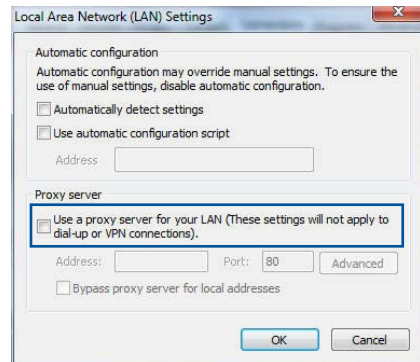 Local Area Network (LAN) Settings
Automatic configuration
Automatic configuration may override manual settings. To ensure the
use of manual settings, disable automatic configuration.
Automatically detect settings
Use automatic configuration script
Address
Proxy server
Use a proxy server for your LAN (These settings will not apply to
dial-up or VPN connections).
Address: Port: 80 Advanced
Bypass proxy server for local addresses
OK Cancel